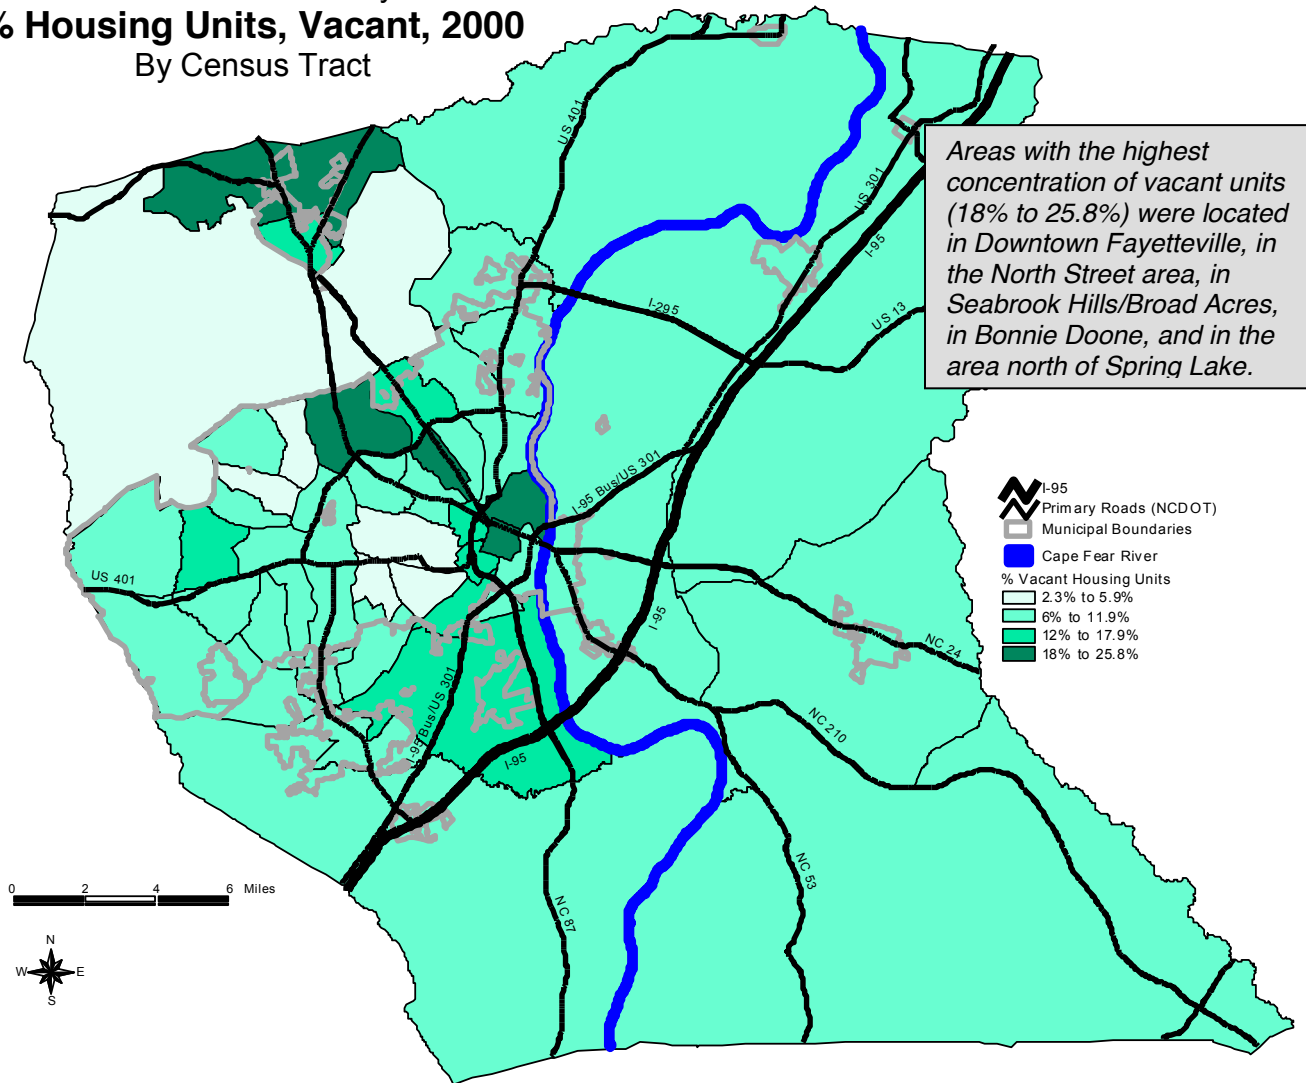 % Housing Units, Vacant, 2000
By Census Tract
US 401
US 301
I-95
Areas with the highest
concentration of vacant units
(18% to 25.8%) were located
in Downtown Fayetteville, in
the North Street area, in
Seabrook Hills/Broad Acres,
in Bonnie Doone, and in the
area north of Spring Lake.
I-295
US 13
I-95 Bus/US 301
I-95
Primary Roads (NCDOT)
Municipal Boundaries
Cape Fear River
% Vacant Housing Units
2.3% to 5.9%
6% to 11.9%
12% to 17.9%
18% to 25.8%
US 401
I-95
NC 24
I-95 Bus/US 301
NC 210
I-95
NC 53
NC 87
0 2 4 6 Miles
N
W E
S